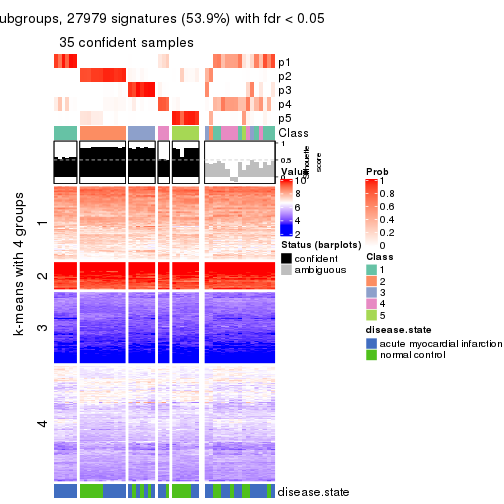 ubgroups, 27979 signatures (53.9%) with fdr < 0.05
35 confident samples
p1
p2
p3
p4
p5
Class
1
0.5
0
silhouette
score
k-means with 4 groups
1
2
3
4
Value
10
8
6
4
2
Status (barplots)
confident
ambiguous
Prob
1
0.8
0.6
0.4
0.2
0
Class
1
2
3
4
5
disease.state
acute myocardial infarction
normal control
disease.state